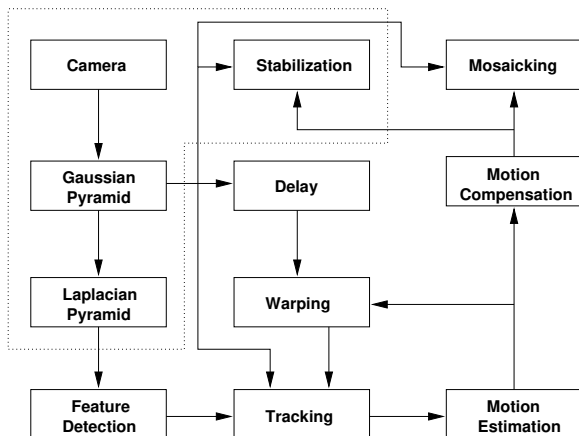 Camera
Stabilization
Mosaicking
Gaussian
Pyramid
Delay
Motion
Compensation
Laplacian
Pyramid
Warping
Feature
Detection
Tracking
Motion
Estimation